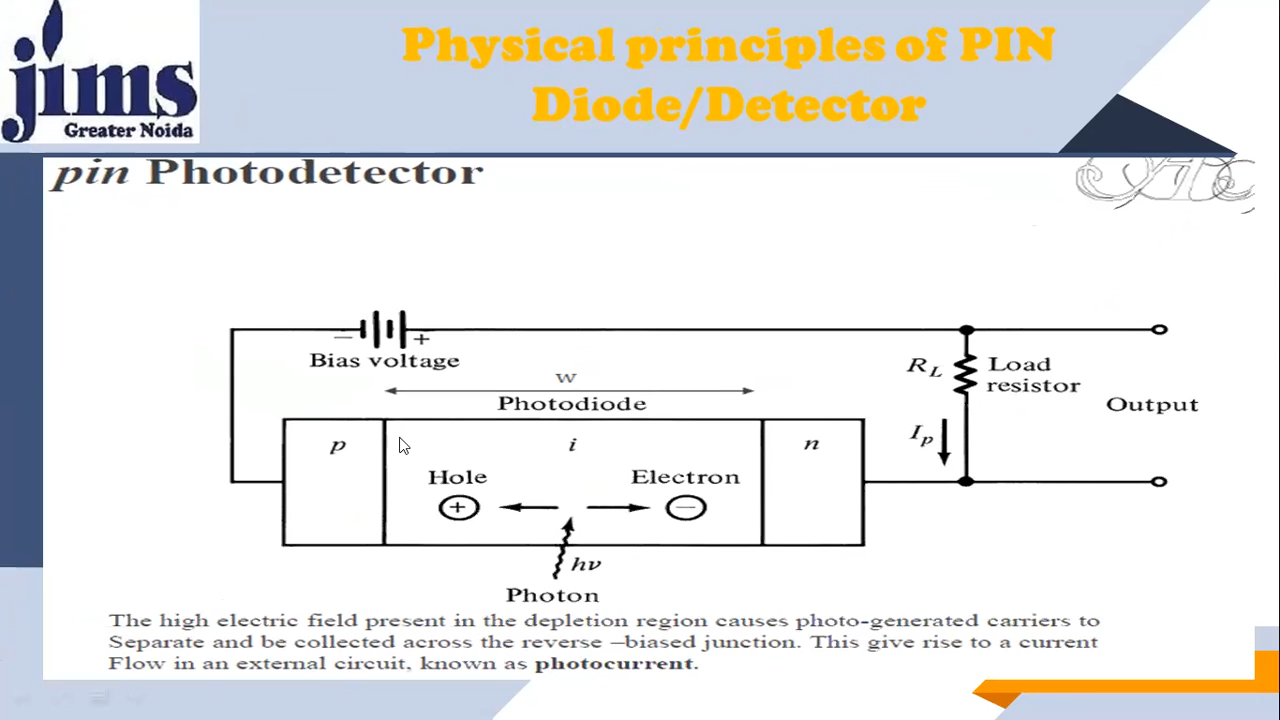 jims
Greater Noida
Physical principles of PIN
Diode/Detector
pin Photodetector
− +
Bias voltage
w
Photodiode
p
i
n
Hole
Electron
+
−
hν
Photon
R_L
Load
resistor
I_p
Output
The high electric field present in the depletion region causes photo-generated carriers to
Separate and be collected across the reverse –biased junction. This give rise to a current
Flow in an external circuit, known as photocurrent.